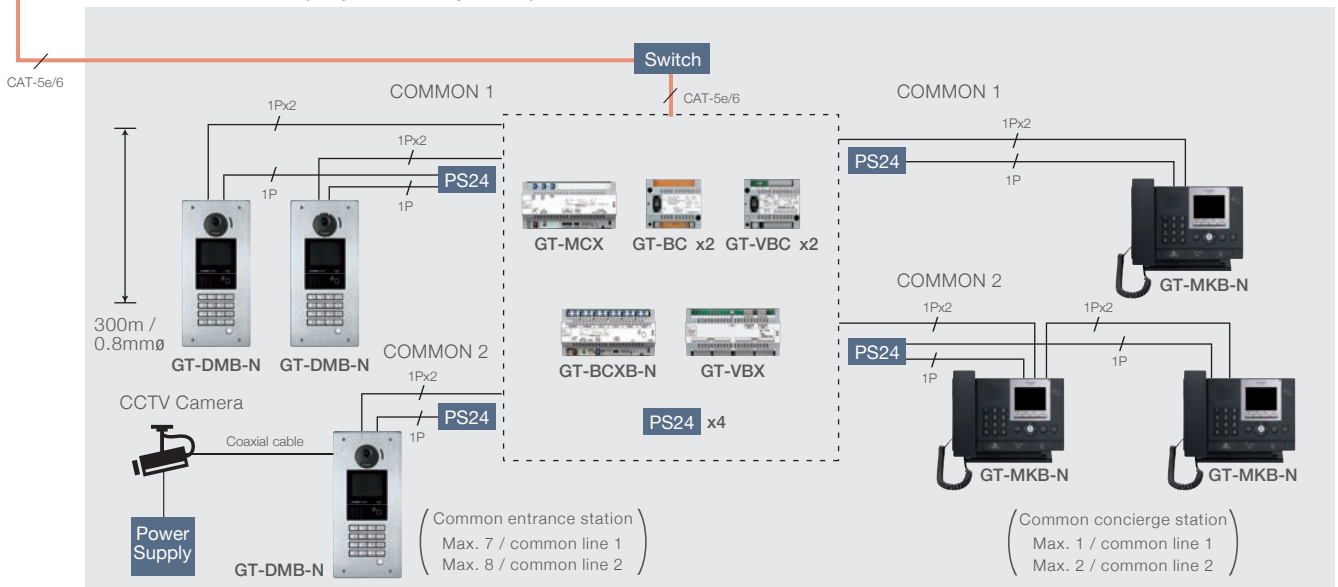 Switch
CAT-5e/6
CAT-5e/6
COMMON 1
1Px2
1Px2
1P
PS24
1P
GT-DMB-N
GT-DMB-N
300m /
0.8mmø
COMMON 2
1Px2
PS24
1P
CCTV Camera
Coaxial cable
Power
Supply
GT-DMB-N
Common entrance station
Max. 7 / common line 1
Max. 8 / common line 2
GT-MCX
GT-BC x2
GT-VBC x2
GT-BCXB-N
GT-VBX
PS24 x4
COMMON 1
1Px2
PS24
1P
GT-MKB-N
COMMON 2
1Px2
1Px2
PS24
1P
1P
GT-MKB-N
GT-MKB-N
Common concierge station
Max. 1 / common line 1
Max. 2 / common line 2